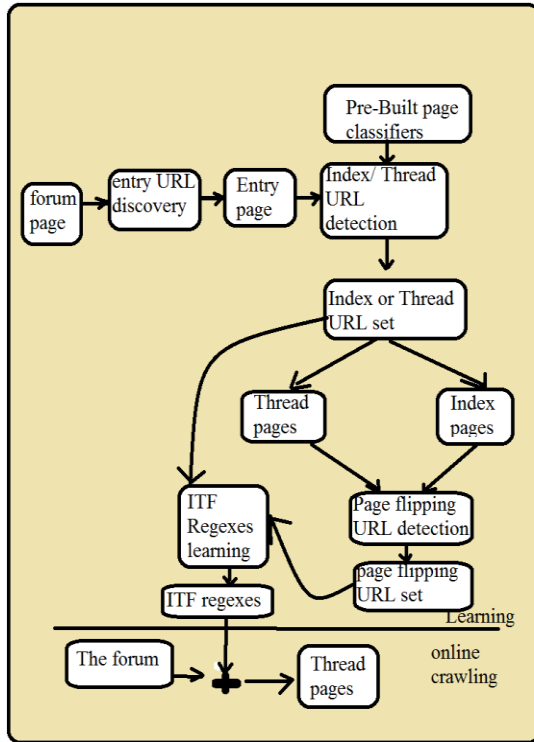 Pre-Built page
classifiers
forum
page
entry URL
discovery
Entry
page
Index/ Thread
URL
detection
Index or Thread
URL set
Thread
pages
Index
pages
ITF
Regexes
learning
Page flipping
URL detection
page flipping
URL set
ITF regexes
Learning
The forum
Thread
pages
online
crawling